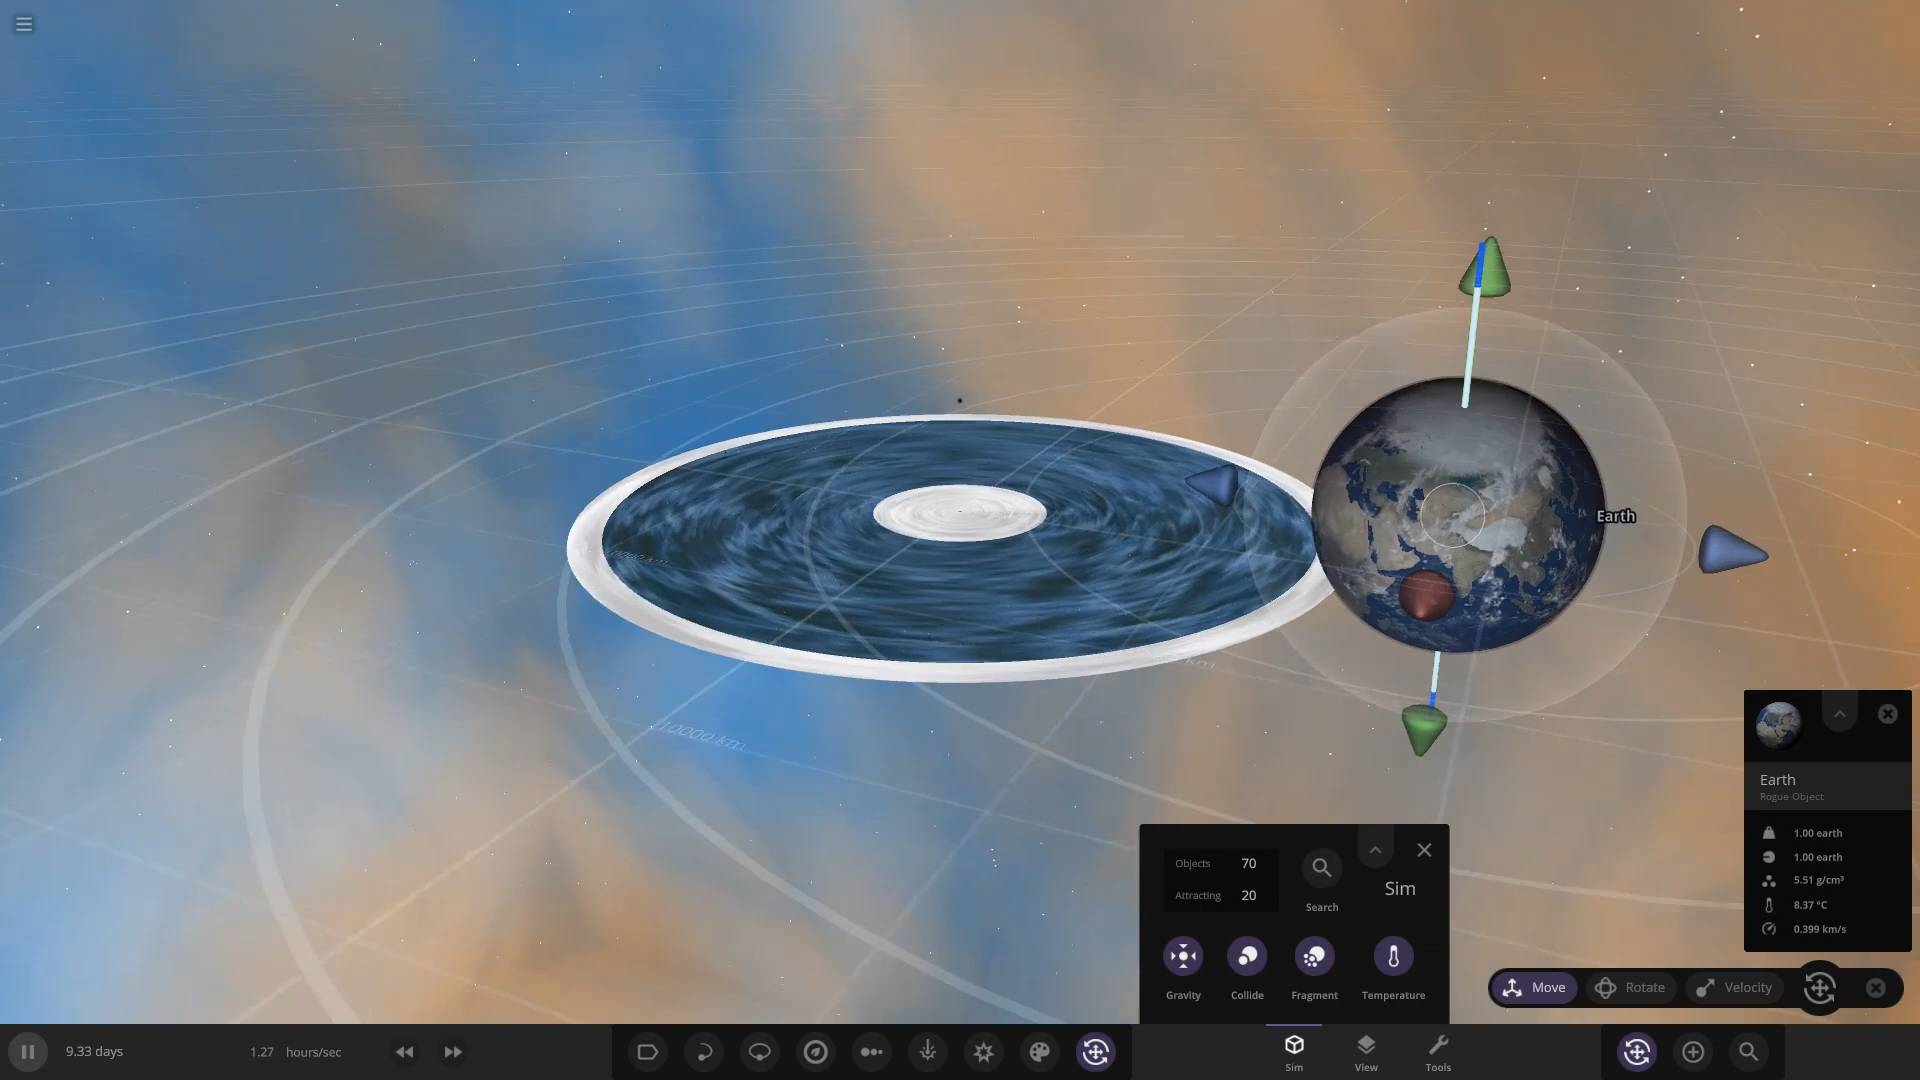 Earth
10000 km
km
Earth
Rogue Object
1.00 earth
1.00 earth
5.51 g/cm³
8.37 °C
0.399 km/s
Objects 70
Attracting 20
Search
Sim
Gravity Collide Fragment Temperature
Move Rotate Velocity
9.33 days 1.27 hours/sec
Sim View Tools